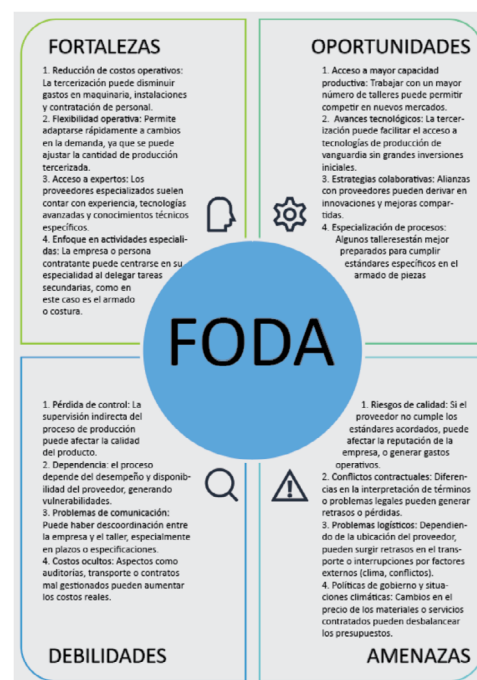 FORTALEZAS
1. Reducción de costos operativos:
La tercerización puede disminuir
gastos en maquinaria, instalaciones
y contratación de personal.
2. Flexibilidad operativa: Permite
adaptarse rápidamente a cambios
en la demanda, ya que se puede
ajustar la cantidad de producción
tercerizada.
3. Acceso a expertos: Los
proveedores especializados suelen
contar con experiencia, tecnologías
avanzadas y conocimientos técnicos
específicos.
4. Enfoque en actividades especiali-
das: La empresa o persona
contratante puede centrarse en su
especialidad al delegar tareas
secundarias, como en
este caso es el armado
o costura.
OPORTUNIDADES
1. Acceso a mayor capacidad
productiva: Trabajar con un mayor
número de talleres puede permitir
competir en nuevos mercados.
2. Avances tecnológicos: La tercer-
ización puede facilitar el acceso a
tecnologías de producción de
vanguardia sin grandes inversiones
iniciales.
3. Estrategias colaborativas: Alianzas
con proveedores pueden derivar en
innovaciones y mejoras compar-
tidas.
4. Especialización de procesos:
Algunos talleresestán mejor
preparados para cumplir
estándares específicos en el
armado de piezas
FODA
1. Pérdida de control: La
supervisión indirecta del
proceso de producción
puede afectar la calidad
del producto.
2. Dependencia: el proceso
depende del desempeño y disponib-
ilidad del proveedor, generando
vulnerabilidades.
3. Problemas de comunicación:
Puede haber descoordinación entre
la empresa y el taller, especialmente
en plazos o especificaciones.
4. Costos ocultos: Aspectos como
auditorías, transporte o contratos
mal gestionados pueden aumentar
los costos reales.
DEBILIDADES
1. Riesgos de calidad: Si el
proveedor no cumple los
estándares acordados, puede
afectar la reputación de la
empresa, o generar gastos
operativos.
2. Conflictos contractuales: Diferen-
cias en la interpretación de términos
o problemas legales pueden generar
retrasos o pérdidas.
3. Problemas logísticos: Dependien-
do de la ubicación del proveedor,
pueden surgir retrasos en el trans-
porte o interrupciones por factores
externos (clima, conflictos).
4. Políticas de gobierno y situa-
ciones climáticas: Cambios en el
precio de los materiales o servicios
contratados pueden desbalancear
los presupuestos.
AMENAZAS